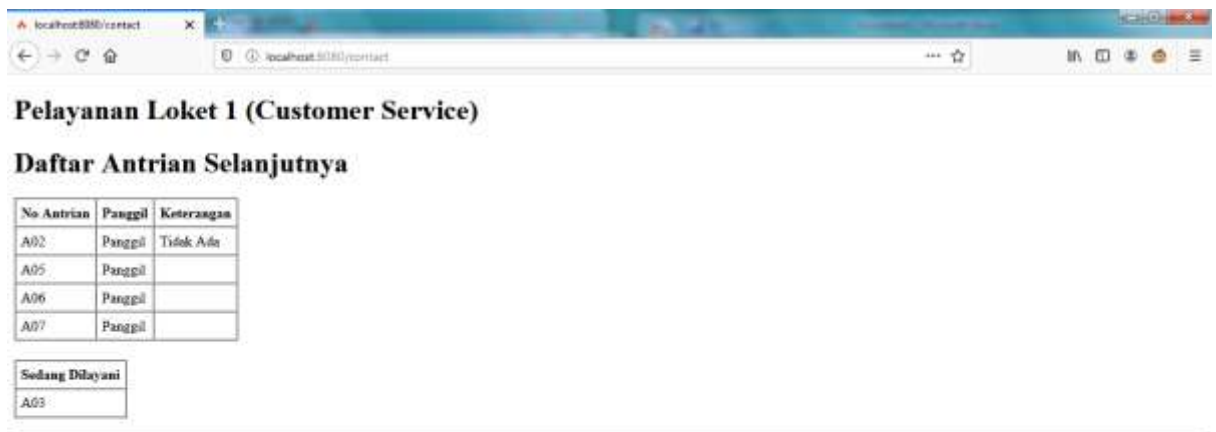 localhost:8080/contact
localhost:8080/contact
Pelayanan Loket 1 (Customer Service)
Daftar Antrian Selanjutnya
No Antrian Panggil Keterangan
A02 Panggil Tidak Ada
A05 Panggil
A06 Panggil
A07 Panggil
Sedang Dilayani
A03